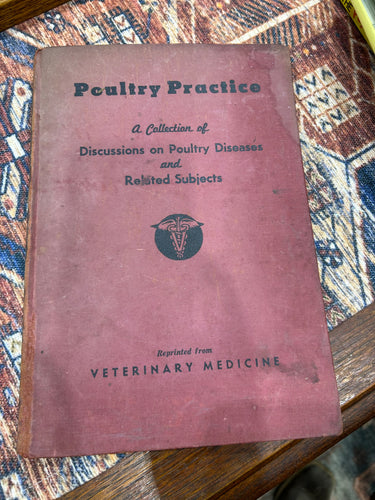 Poultry Practice
A Collection of
Discussions on Poultry Diseases
and
Related Subjects
V
Reprinted from
VETERINARY MEDICINE